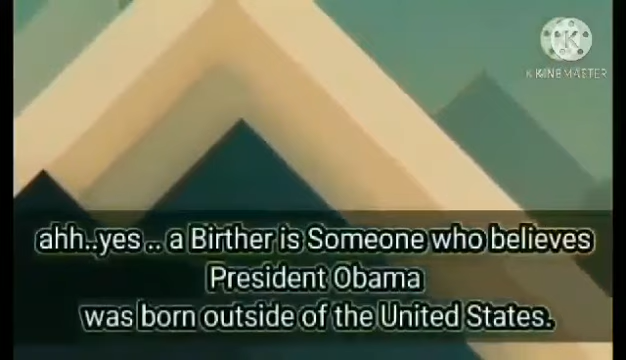 K
KINEMASTER
ahh..yes .. a Birther is Someone who believes
President Obama
was born outside of the United States.